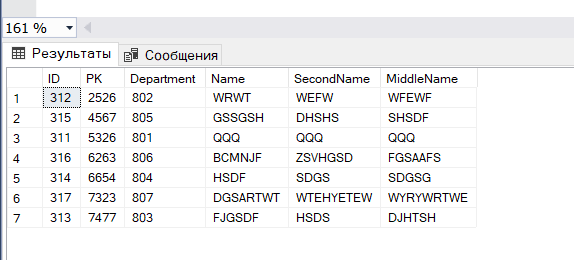 161 %
Результаты Сообщения
ID PK Department Name SecondName MiddleName
1 312 2526 802 WRWT WEFW WFEWF
2 315 4567 805 GSSGSH DHSHS SHSDF
3 311 5326 801 QQQ QQQ QQQ
4 316 6263 806 BCMNJF ZSVHGSD FGSAAFS
5 314 6654 804 HSDF SDGS SDGSG
6 317 7323 807 DGSARTWT WTEHYETEW WYRYWRTWE
7 313 7477 803 FJGSDF HSDS DJHTSH